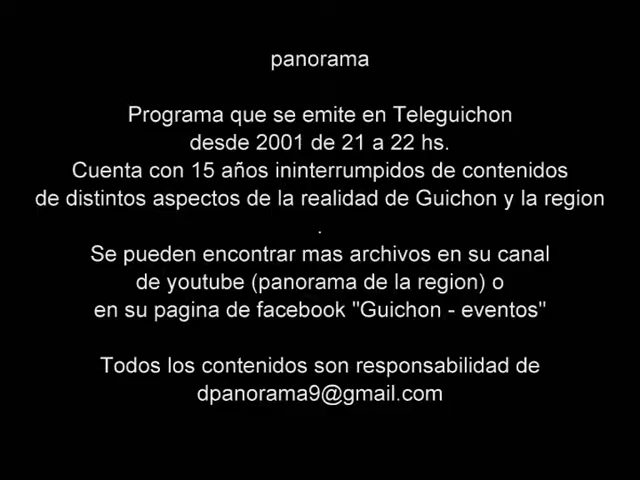 panorama
Programa que se emite en Teleguichon
desde 2001 de 21 a 22 hs.
Cuenta con 15 años ininterrumpidos de contenidos
de distintos aspectos de la realidad de Guichon y la region
.
Se pueden encontrar mas archivos en su canal
de youtube (panorama de la region) o
en su pagina de facebook "Guichon - eventos"
Todos los contenidos son responsabilidad de
dpanorama9@gmail.com